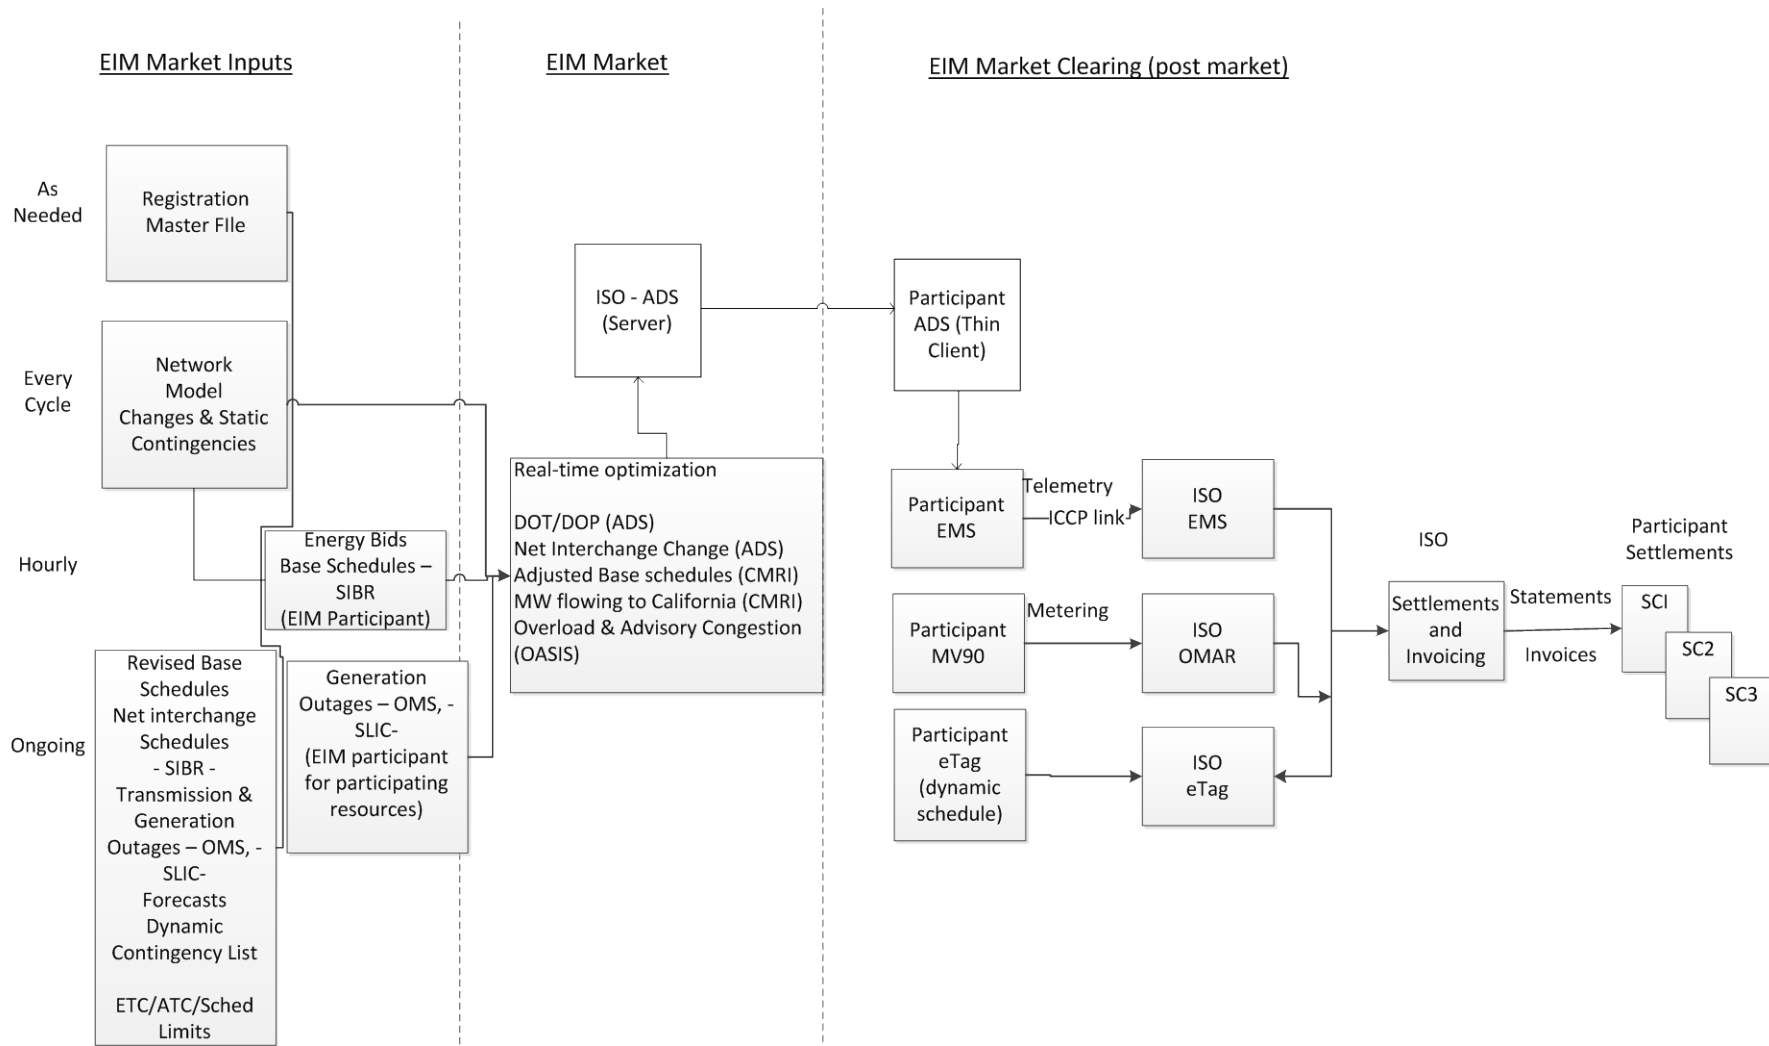 EIM Market Inputs
EIM Market
EIM Market Clearing (post market)
As
Needed
Registration
Master FIle
Every
Cycle
Network
Model
Changes & Static
Contingencies
Hourly
Energy Bids
Base Schedules –
SIBR
(EIM Participant)
Ongoing
Revised Base
Schedules
Net interchange
Schedules
- SIBR -
Transmission &
Generation
Outages – OMS, -
SLIC-
Forecasts
Dynamic
Contingency List
ETC/ATC/Sched
Limits
Generation
Outages – OMS, -
SLIC-
(EIM participant
for participating
resources)
ISO - ADS
(Server)
Real-time optimization
DOT/DOP (ADS)
Net Interchange Change (ADS)
Adjusted Base schedules (CMRI)
MW flowing to California (CMRI)
Overload & Advisory Congestion
(OASIS)
Participant
ADS (Thin
Client)
Participant
EMS
Telemetry
ICCP link
ISO
EMS
Participant
MV90
Metering
ISO
OMAR
Participant
eTag
(dynamic
schedule)
ISO
eTag
ISO
Settlements
and
Invoicing
Statements
Invoices
Participant
Settlements
SCI
SC2
SC3